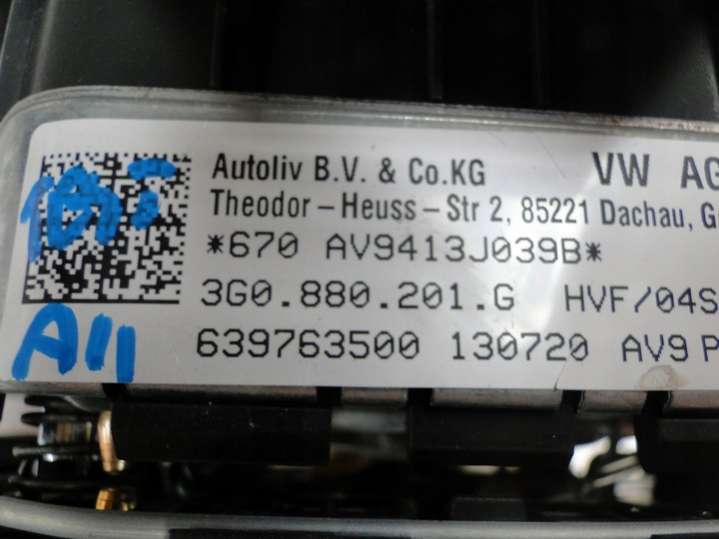 Autoliv B.V. & Co.KG VW AG
Theodor-Heuss-Str 2, 85221 Dachau, G
*670 AV9413J039B*
3G0.880.201.G HVF/04S
639763500 130720 AV9 P
A11